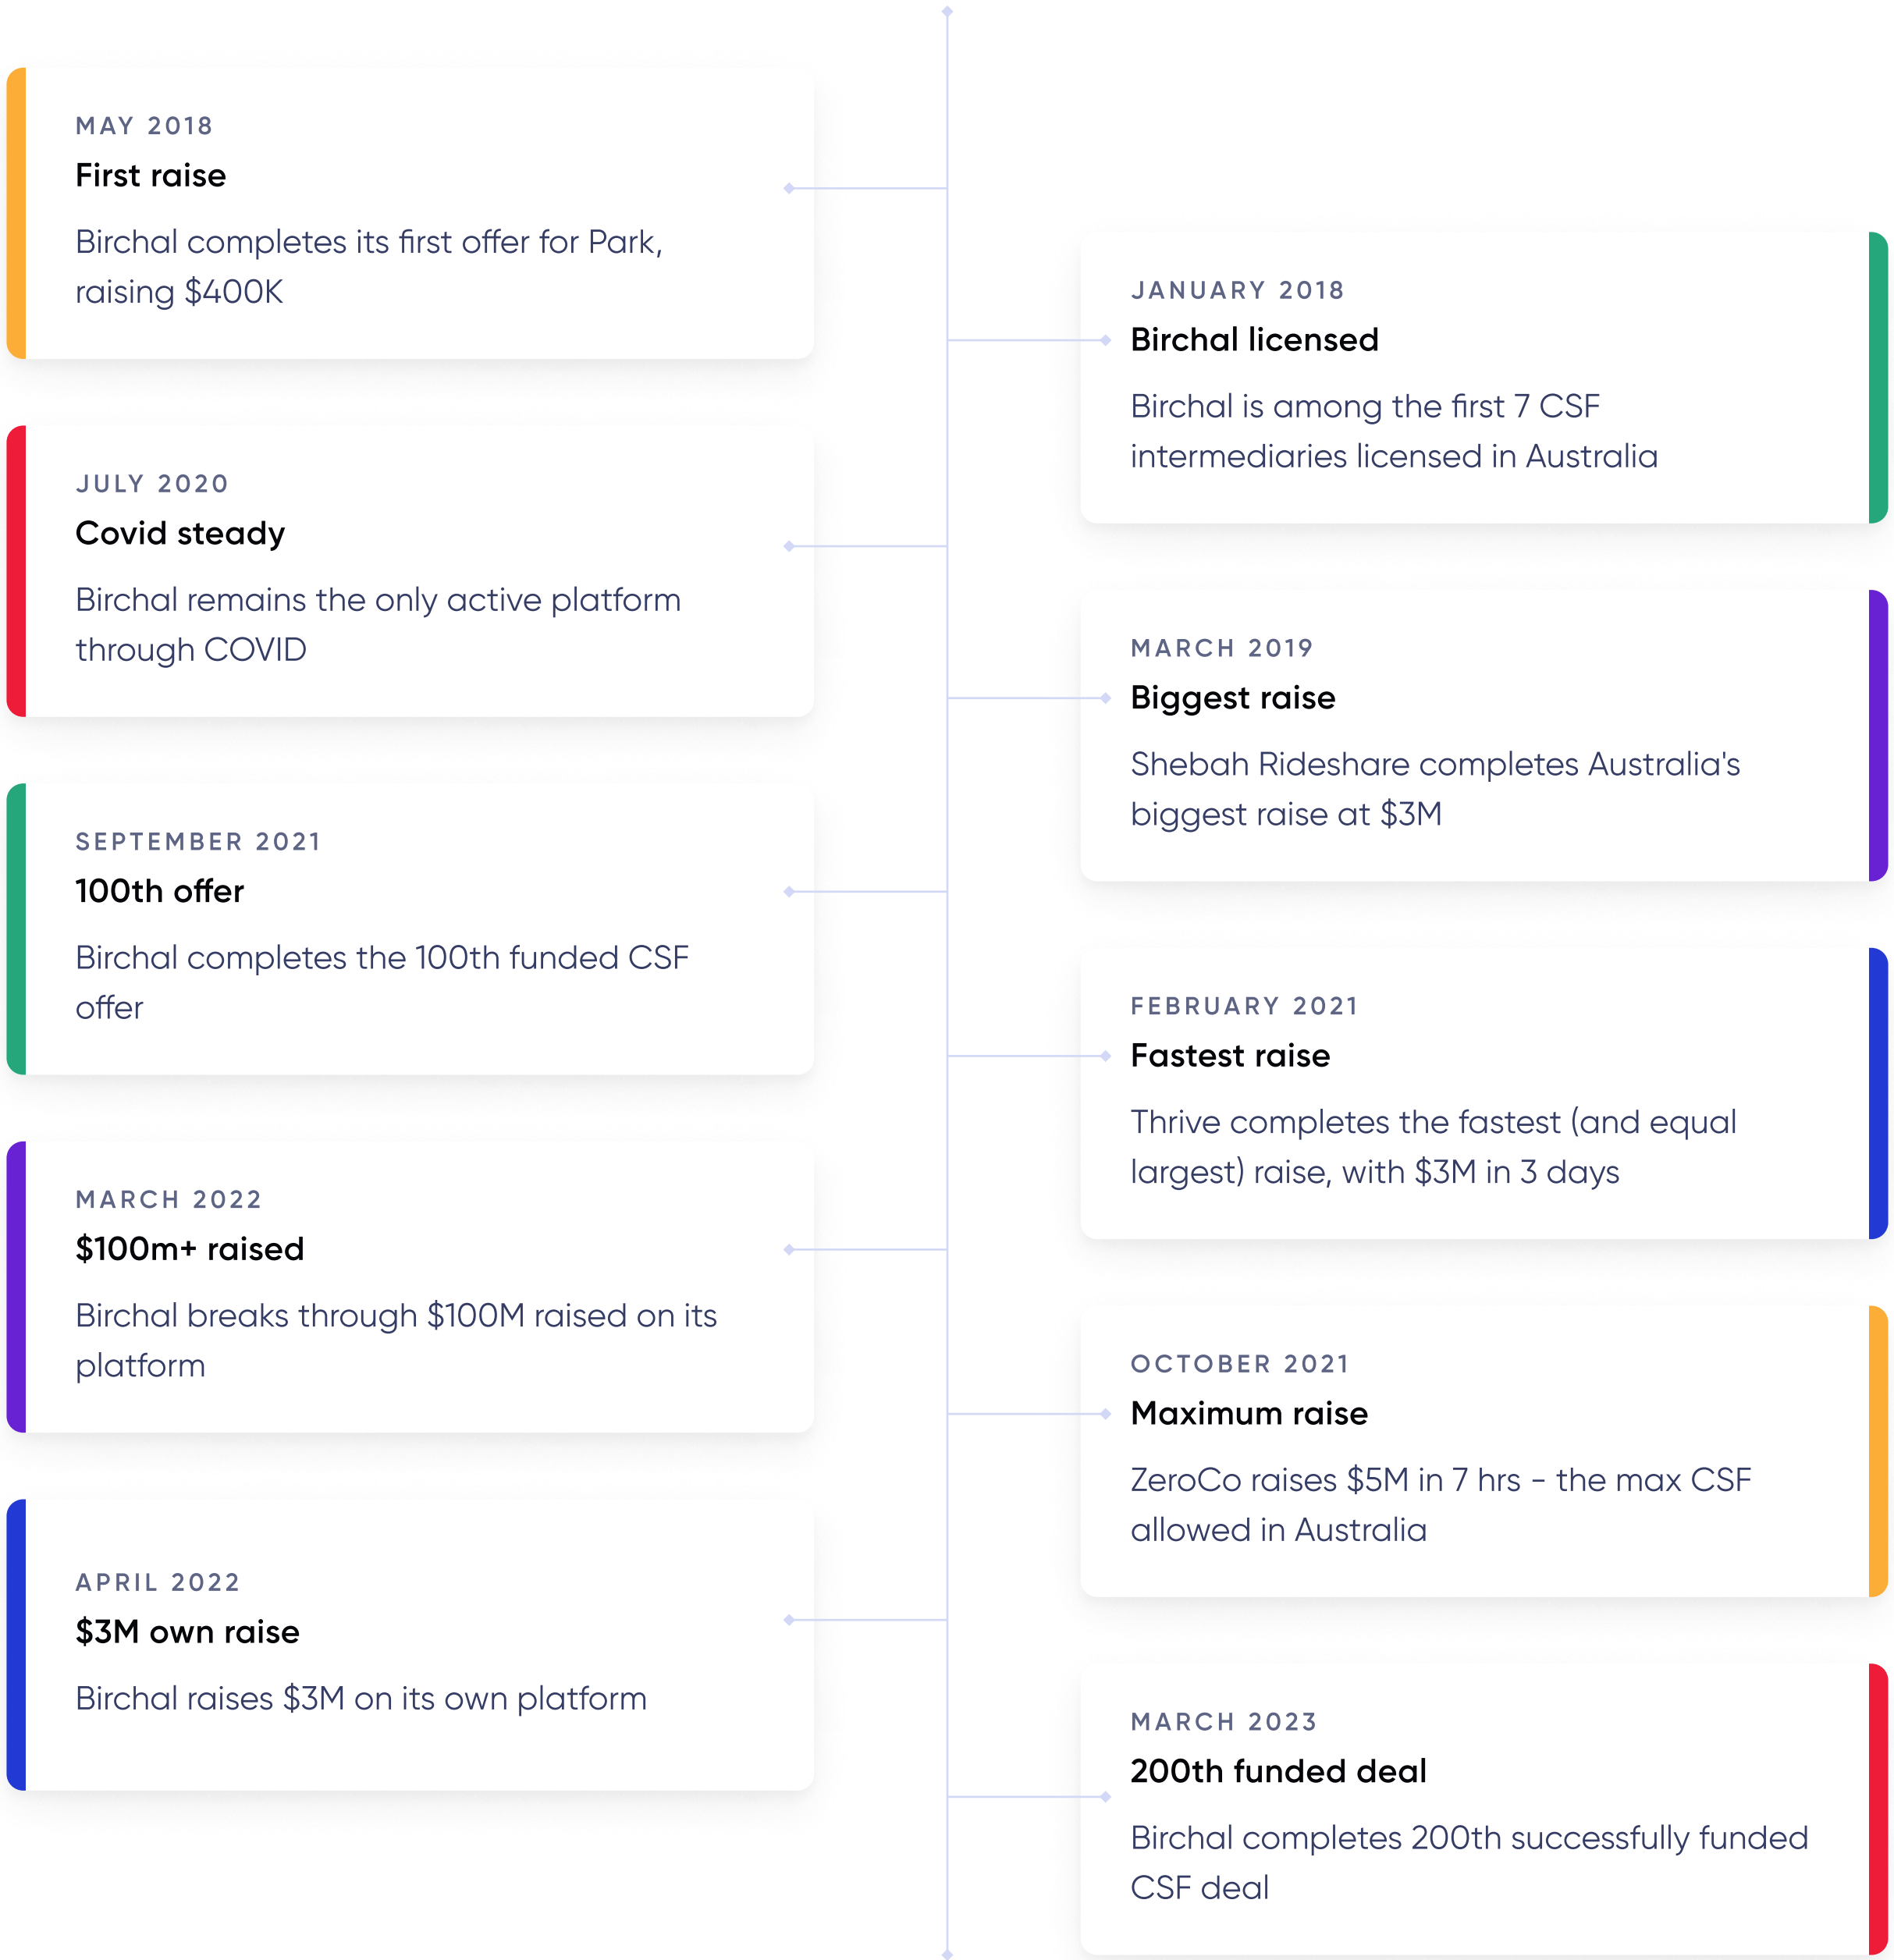 MAY 2018
First raise
Birchal completes its first offer for Park,
raising $400K
JANUARY 2018
Birchal licensed
Birchal is among the first 7 CSF
intermediaries licensed in Australia
JULY 2020
Covid steady
Birchal remains the only active platform
through COVID
MARCH 2019
Biggest raise
Shebah Rideshare completes Australia's
biggest raise at $3M
SEPTEMBER 2021
100th offer
Birchal completes the 100th funded CSF
offer
FEBRUARY 2021
Fastest raise
Thrive completes the fastest (and equal
largest) raise, with $3M in 3 days
MARCH 2022
$100m+ raised
Birchal breaks through $100M raised on its
platform
OCTOBER 2021
Maximum raise
ZeroCo raises $5M in 7 hrs - the max CSF
allowed in Australia
APRIL 2022
$3M own raise
Birchal raises $3M on its own platform
MARCH 2023
200th funded deal
Birchal completes 200th successfully funded
CSF deal